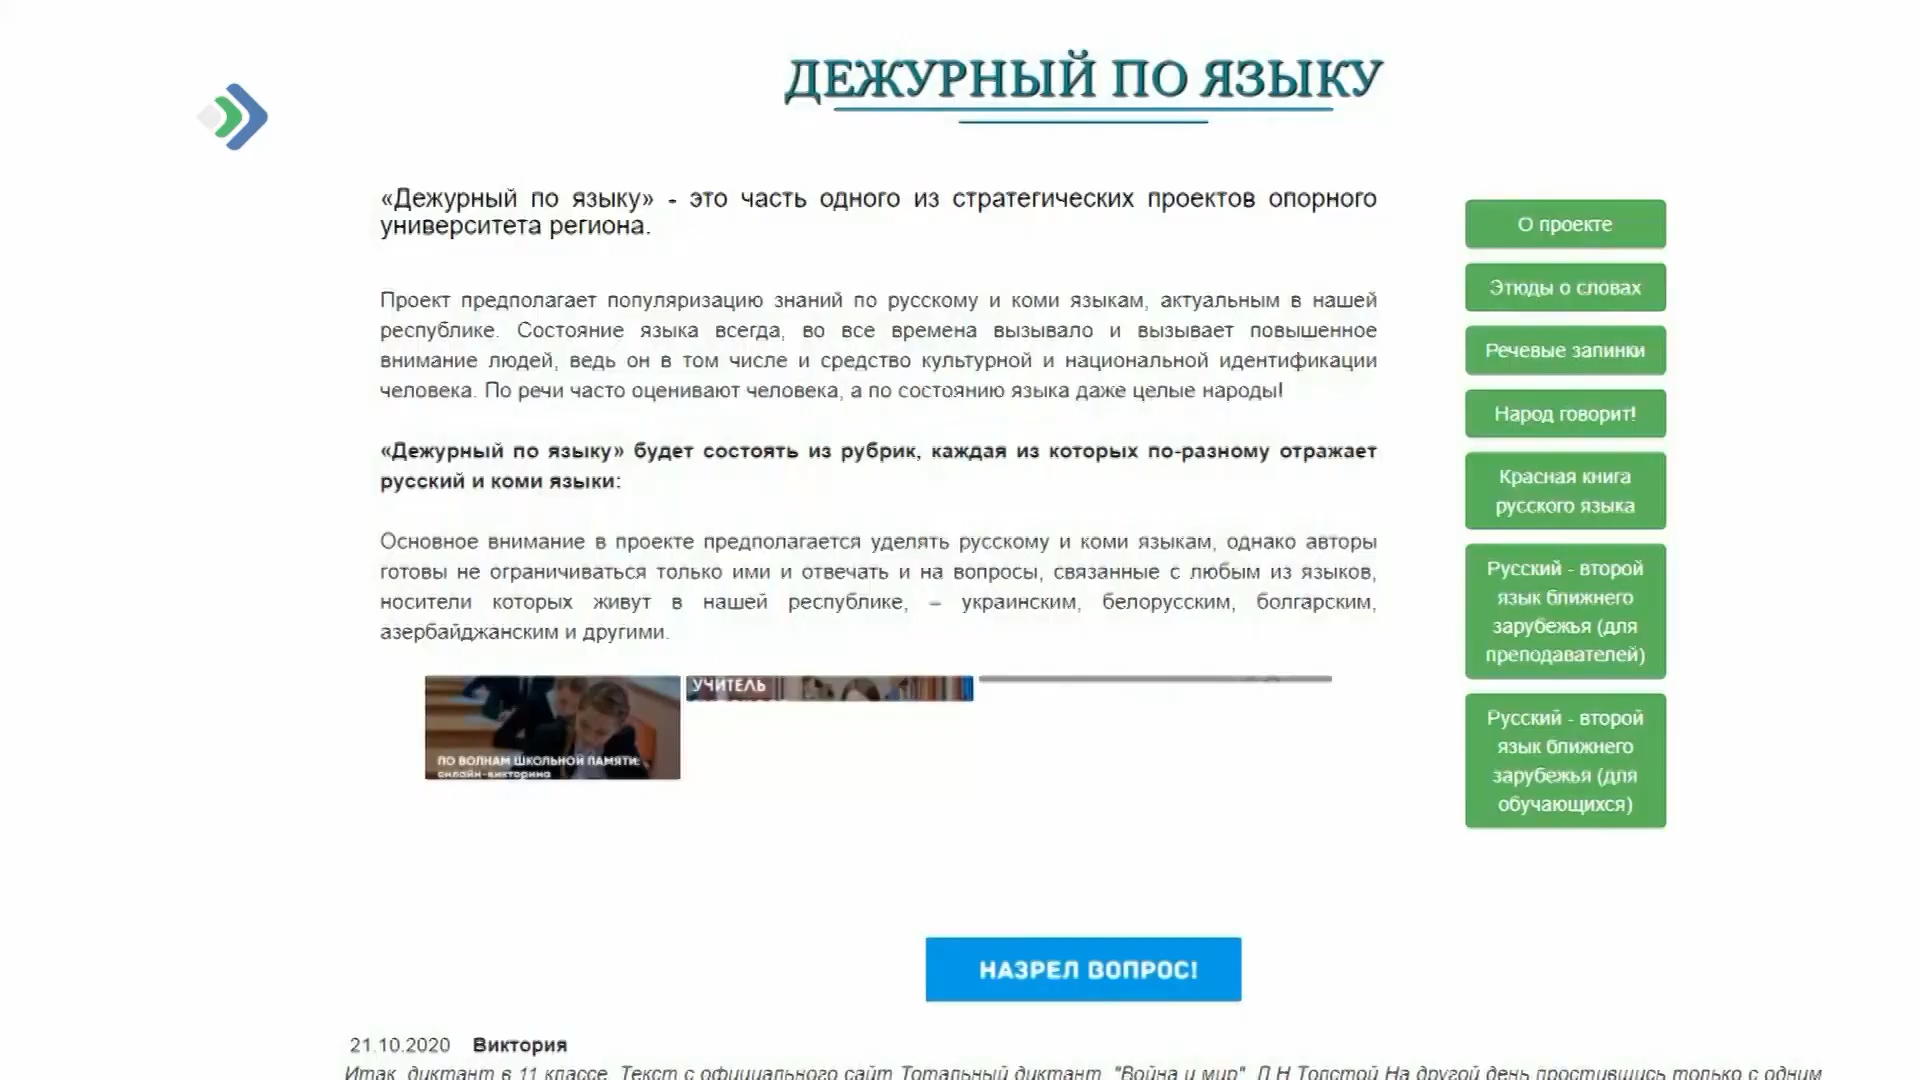 ДЕЖУРНЫЙ ПО ЯЗЫКУ
«Дежурный по языку» - это часть одного из стратегических проектов опорного
университета региона.
Проект предполагает популяризацию знаний по русскому и коми языкам, актуальным в нашей
республике. Состояние языка всегда, во все времена вызывало и вызывает повышенное
внимание людей, ведь он в том числе и средство культурной и национальной идентификации
человека. По речи часто оценивают человека, а по состоянию языка даже целые народы!
«Дежурный по языку» будет состоять из рубрик, каждая из которых по-разному отражает
русский и коми языки:
Основное внимание в проекте предполагается уделять русскому и коми языкам, однако авторы
готовы не ограничиваться только ими и отвечать и на вопросы, связанные с любым из языков,
носители которых живут в нашей республике, – украинским, белорусским, болгарским,
азербайджанским и другими.
ПО ВОЛНАМ ШКОЛЬНОЙ ПАМЯТИ:
онлайн-викторина
УЧИТЕЛЬ
О проекте
Этюды о словах
Речевые запинки
Народ говорит!
Красная книга
русского языка
Русский - второй
язык ближнего
зарубежья (для
преподавателей)
Русский - второй
язык ближнего
зарубежья (для
обучающихся)
НАЗРЕЛ ВОПРОС!
21.10.2020 Виктория
Итак, диктант в 11 классе. Текст с официального сайт Тотальный диктант. "Война и мир". Л.Н.Толстой На другой день простившись только с одним